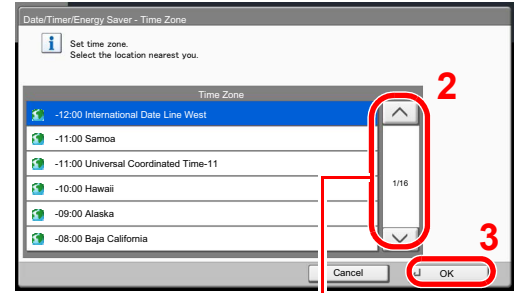 Date/Timer/Energy Saver - Time Zone
Set time zone.
Select the location nearest you.
Time Zone
2
-12:00 International Date Line West
-11:00 Samoa
-11:00 Universal Coordinated Time-11
1/16
-10:00 Hawaii
-09:00 Alaska
-08:00 Baja California
3
Cancel
OK